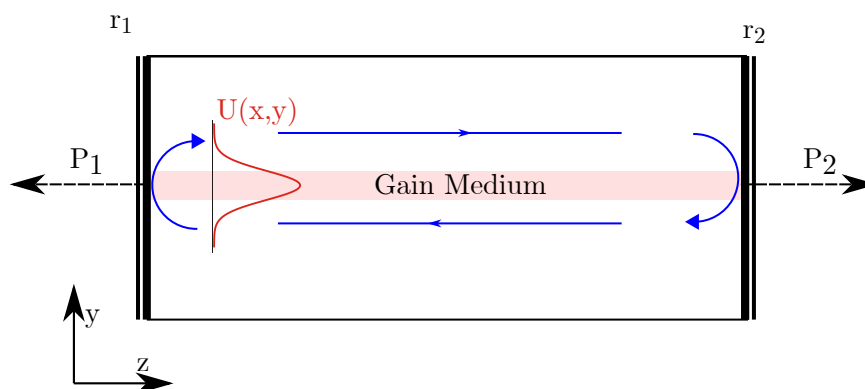 r1
r2
U(x,y)
P1
Gain Medium
P2
y
z